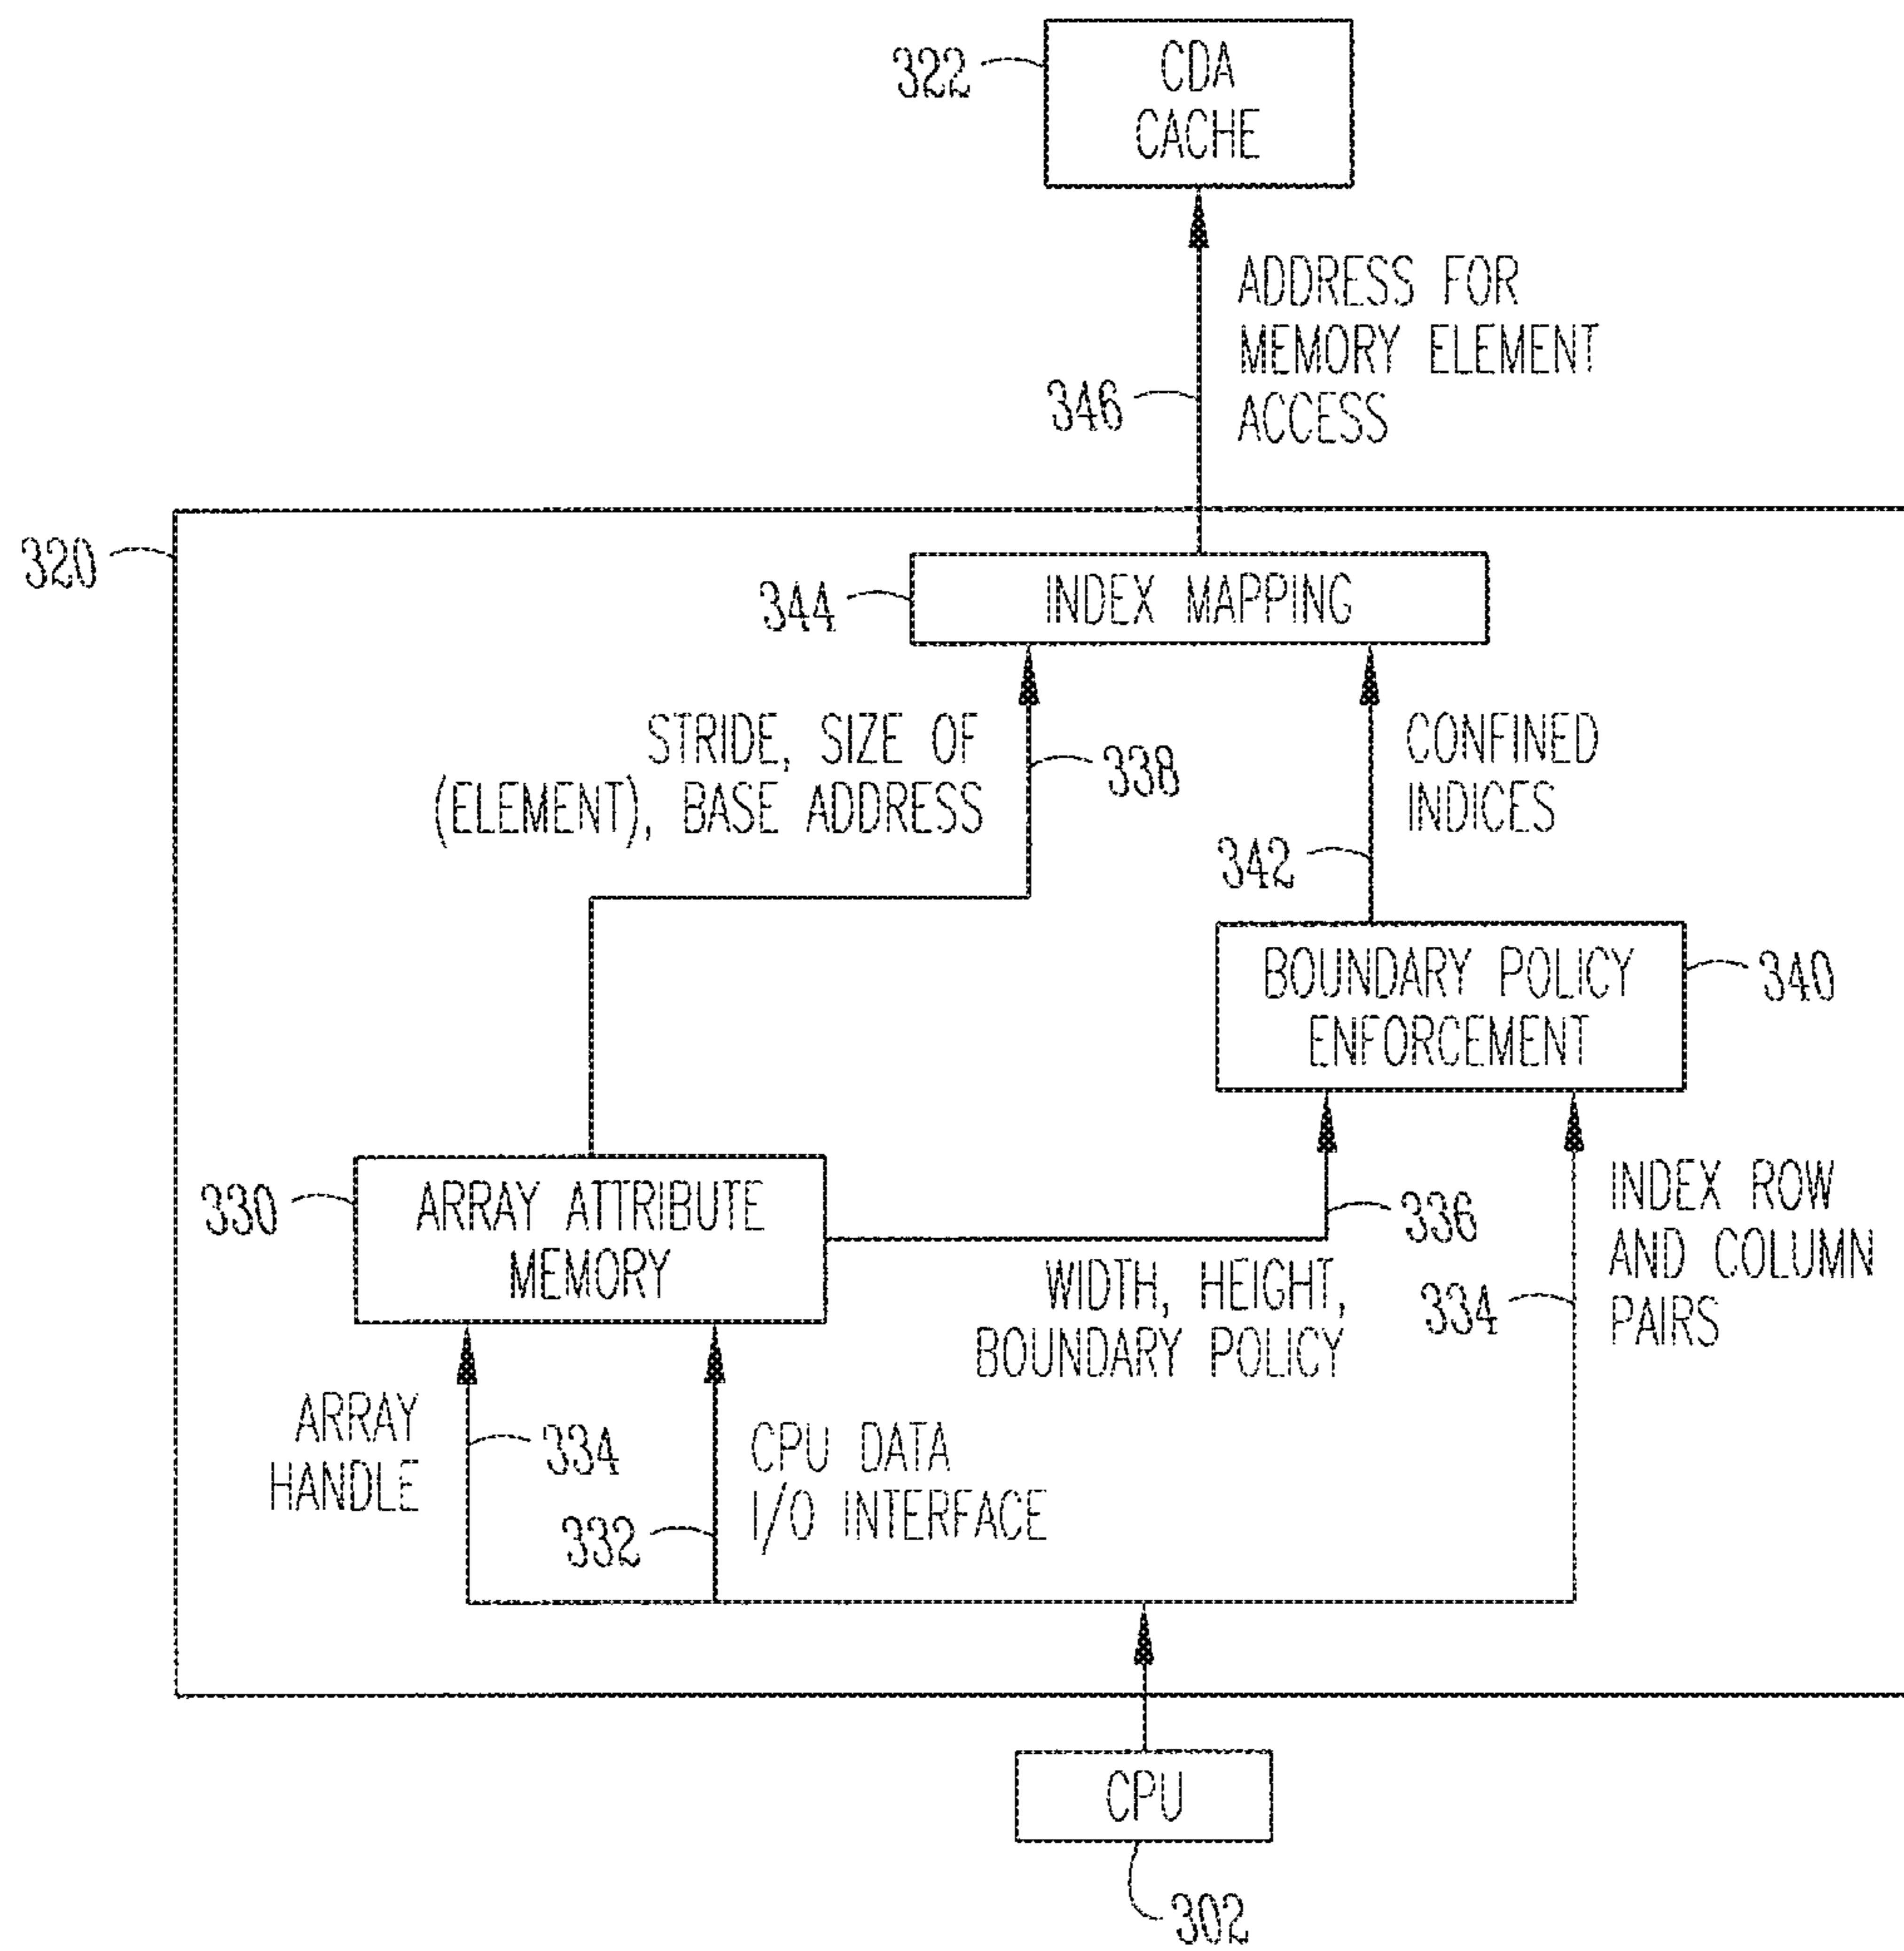 322
CDA
CACHE
ADDRESS FOR
MEMORY ELEMENT
ACCESS
346
320
344
INDEX MAPPING
STRIDE, SIZE OF
(ELEMENT), BASE ADDRESS
338
CONFINED
INDICES
342
BOUNDARY POLICY
ENFORCEMENT
340
330
ARRAY ATTRIBUTE
MEMORY
336
WIDTH, HEIGHT,
BOUNDARY POLICY
INDEX ROW
AND COLUMN
PAIRS
334
ARRAY
HANDLE
334
332
CPU DATA
I/O INTERFACE
CPU
302